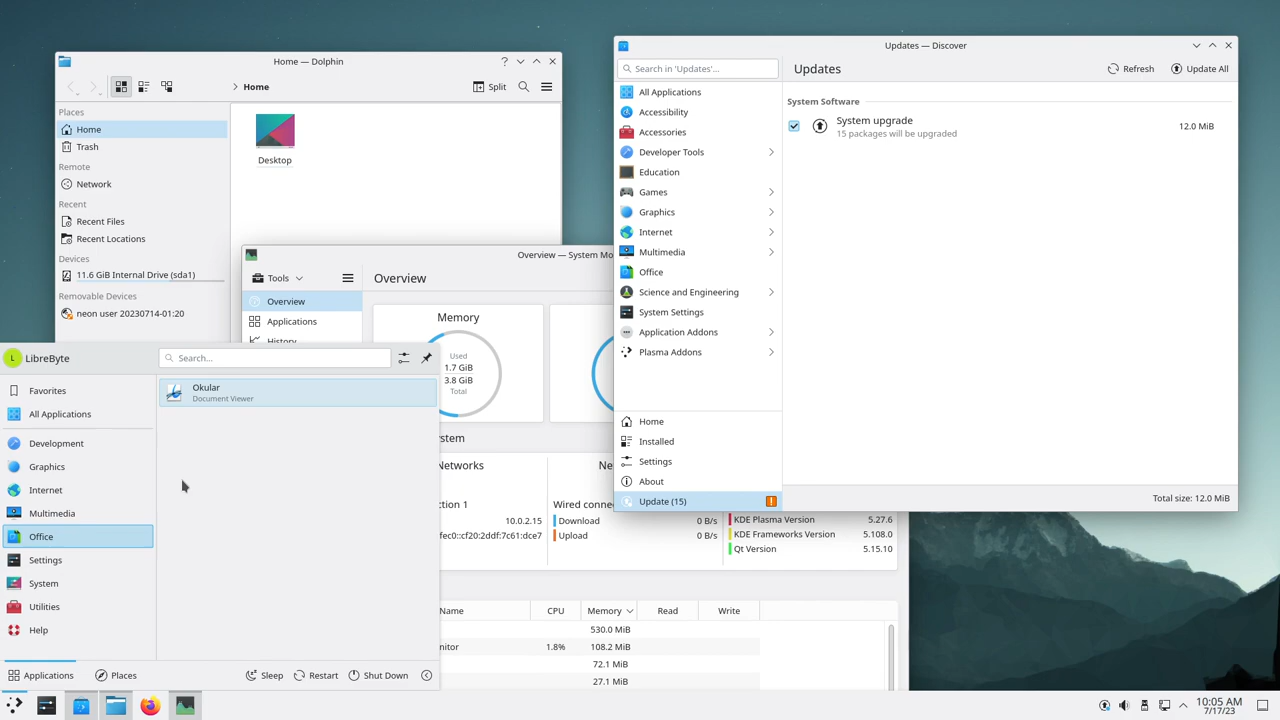 Home — Dolphin
Split
Home
Places
Home
Trash
Remote
Network
Recent
Recent Files
Recent Locations
Devices
11.6 GiB Internal Drive (sda1)
Removable Devices
neon user 20230714-01:20
Desktop
Updates — Discover
Search in 'Updates'...
Updates
Refresh
Update All
All Applications
Accessibility
Accessories
Developer Tools
Education
Games
Graphics
Internet
Multimedia
Office
Science and Engineering
System Settings
Application Addons
Plasma Addons
Home
Installed
Settings
About
Update (15)
System Software
System upgrade
15 packages will be upgraded
12.0 MiB
Total size: 12.0 MiB
Overview — System Mo
Tools
Overview
Overview
Applications
History
Memory
Used
1.7 GiB
3.8 GiB
Total
ystem
Networks
Ne
ction 1
Wired conne
10.0.2.15
Download
0 B/s
fec0::cf20:2ddf:7c61:dce7
Upload
0 B/s
KDE Plasma Version
5.27.6
KDE Frameworks Version
5.108.0
Qt Version
5.15.10
Name
CPU
Memory
Read
Write
530.0 MiB
nitor
1.8%
108.2 MiB
72.1 MiB
27.1 MiB
L
LibreByte
Search...
Favorites
All Applications
Development
Graphics
Internet
Multimedia
Office
Settings
System
Utilities
Help
Okular
Document Viewer
Applications
Places
Sleep
Restart
Shut Down
10:05 AM
7/17/23